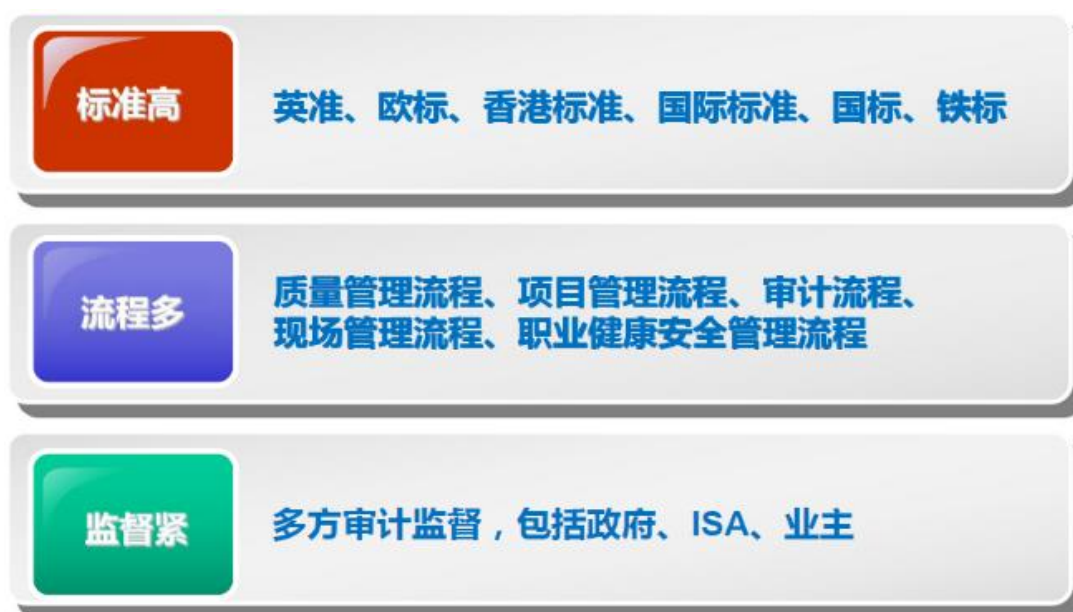 标准高
英准、欧标、香港标准、国际标准、国标、铁标
流程多
质量管理流程、项目管理流程、审计流程、
现场管理流程、职业健康安全管理流程
监督紧
多方审计监督，包括政府、ISA、业主